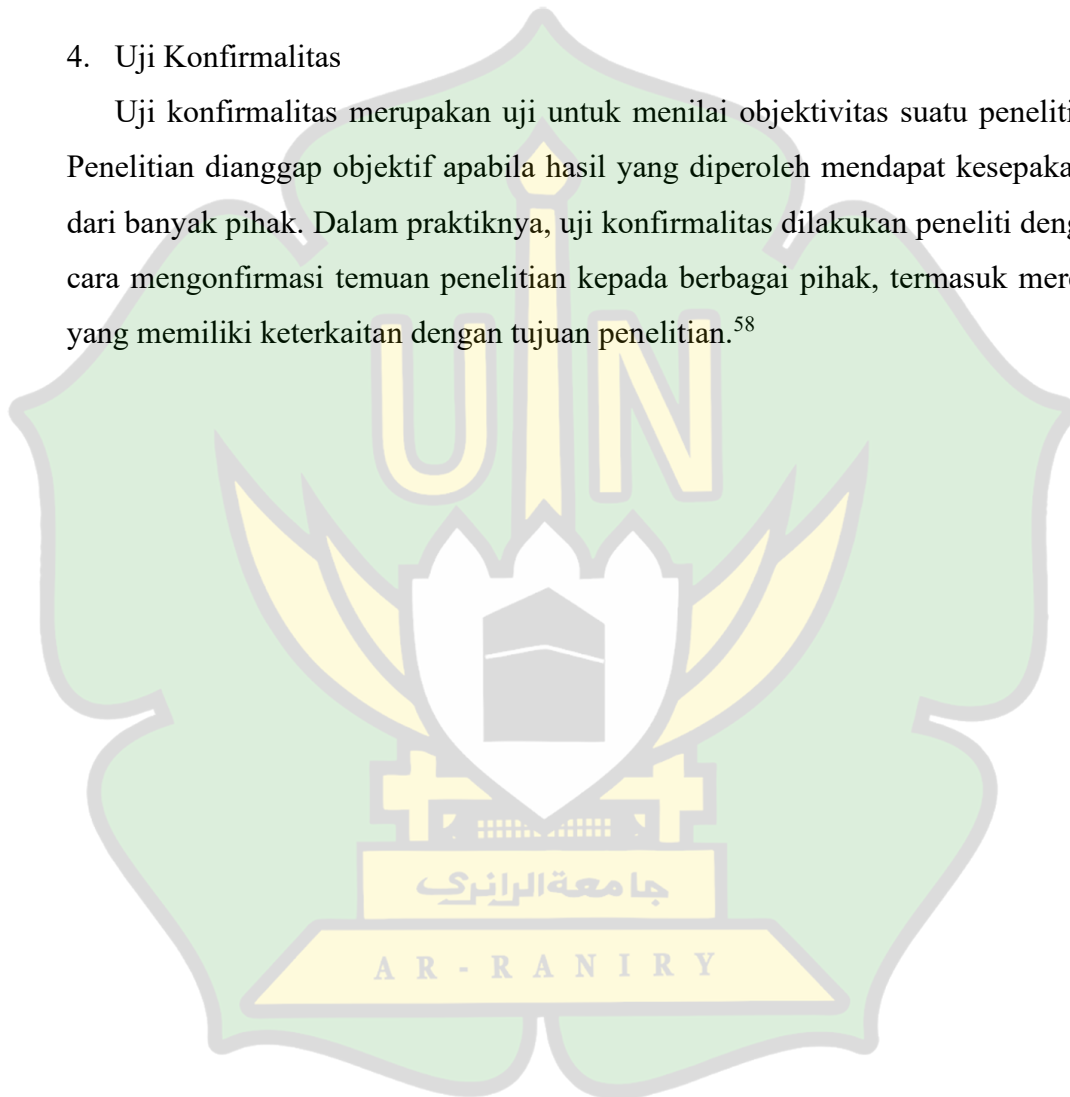 4. Uji Konfirmalitas
Uji konfirmalitas merupakan uji untuk menilai objektivitas suatu peneliti
Penelitian dianggap objektif apabila hasil yang diperoleh mendapat kesepaka
dari banyak pihak. Dalam praktiknya, uji konfirmalitas dilakukan peneliti deng
cara mengonfirmasi temuan penelitian kepada berbagai pihak, termasuk mere
yang memiliki keterkaitan dengan tujuan penelitian.58
UIN
جامعة الرانري
AR-RANIRY